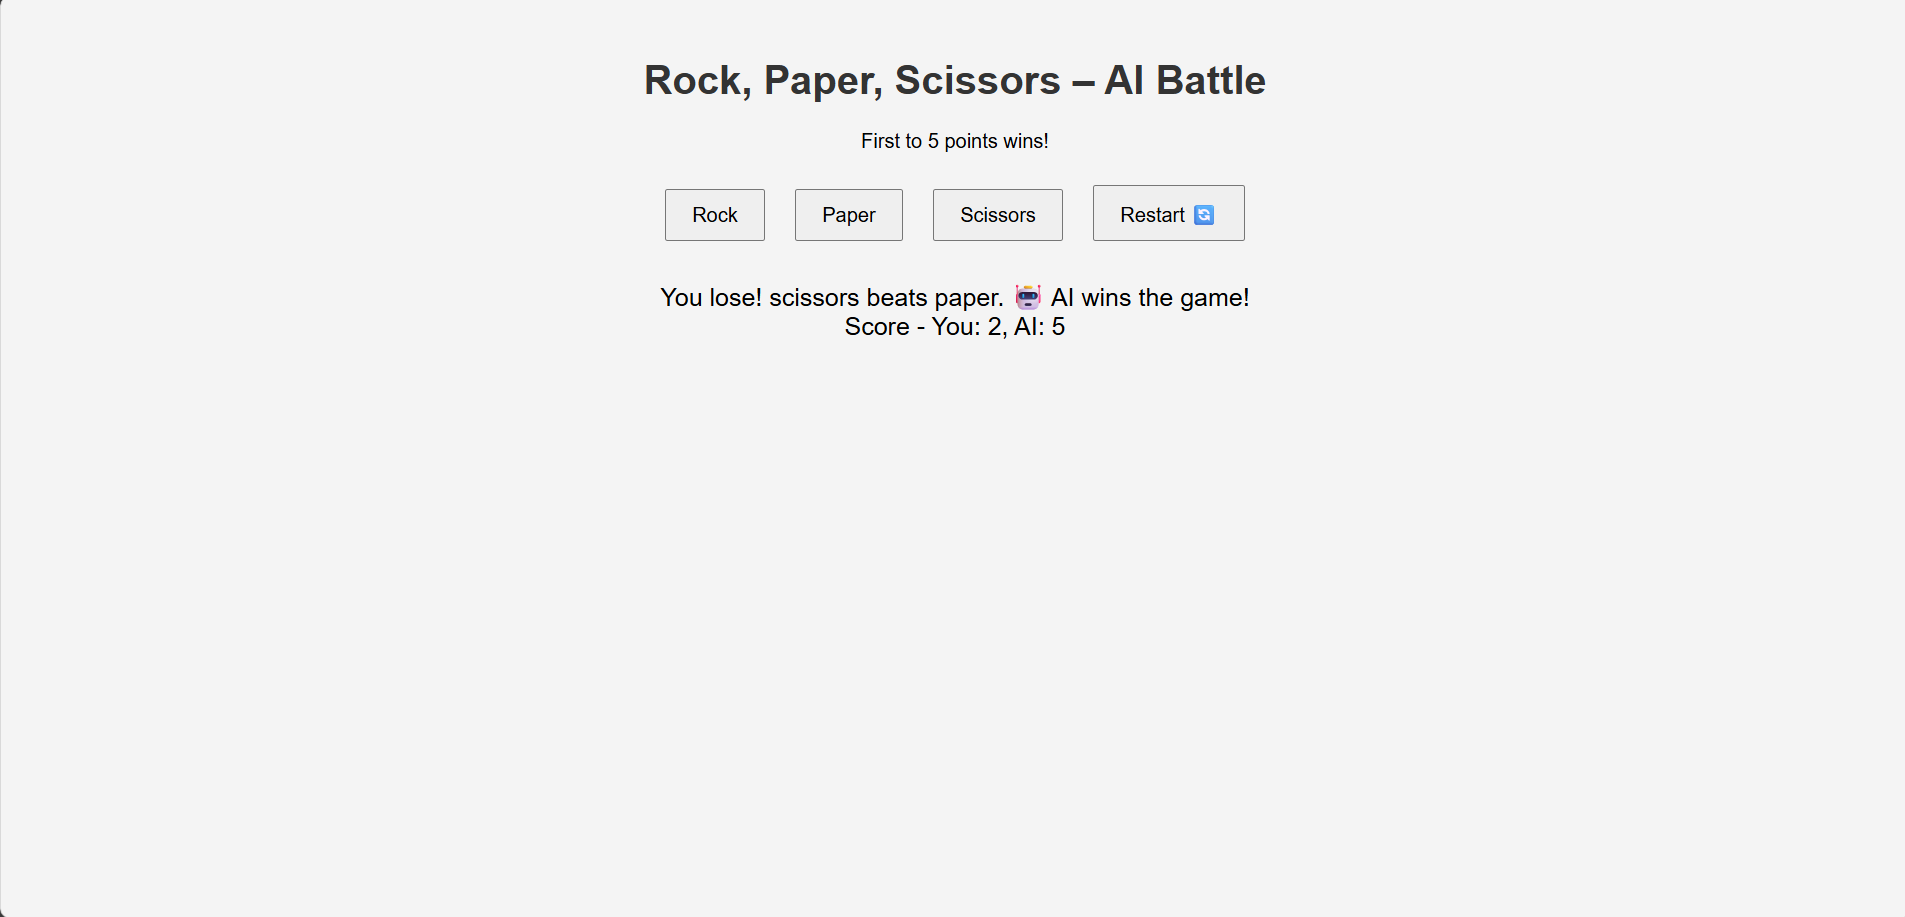 Rock, Paper, Scissors – AI Battle
First to 5 points wins!
Rock
Paper
Scissors
Restart 🔄
You lose! scissors beats paper. 🤖 AI wins the game!
Score - You: 2, AI: 5